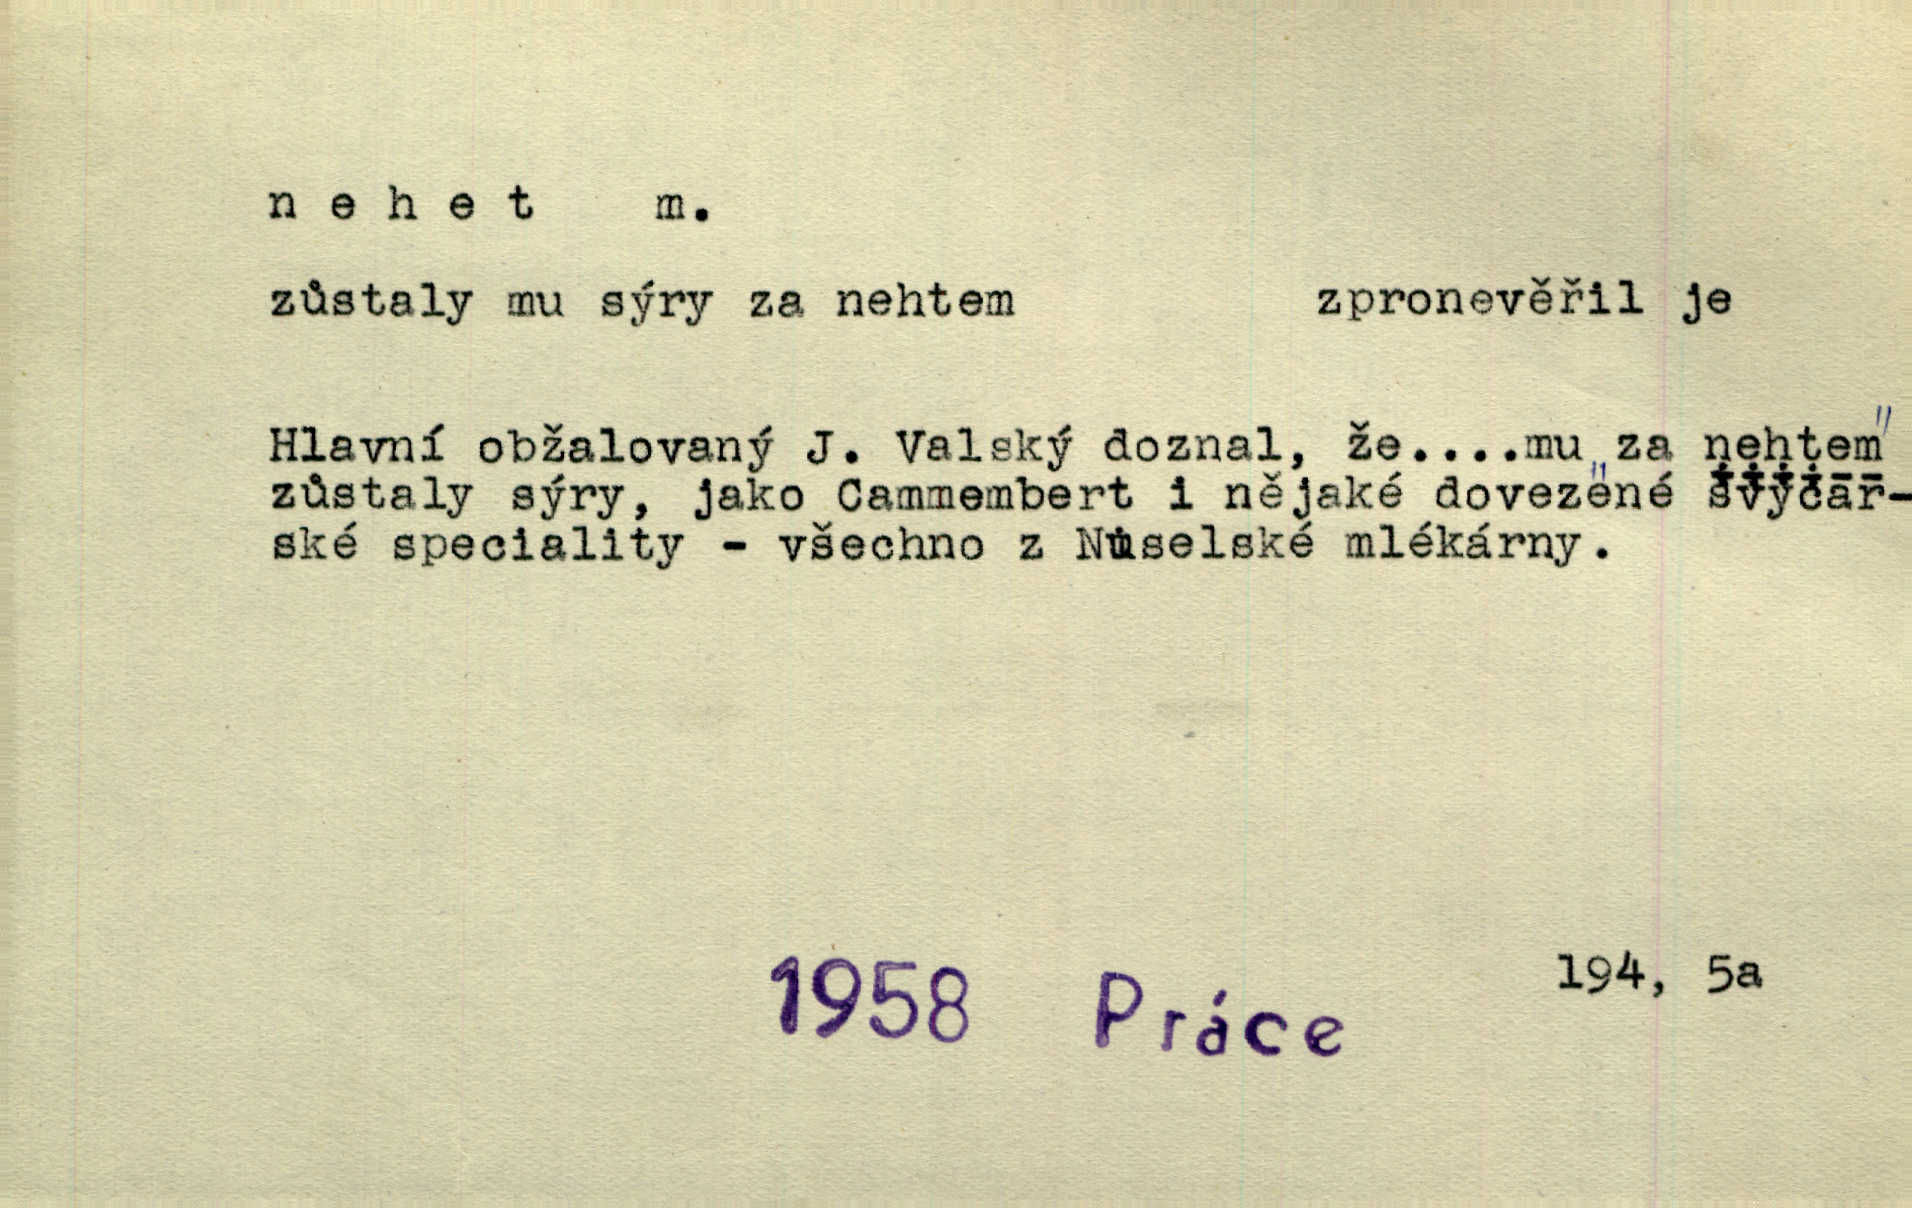 nehet m.
zůstaly mu sýry za nehtem zpronevěřil je
Hlavní obžalovaný J. Valský doznal, že....mu „za nehtem"
zůstaly sýry, jako Cammembert i nějaké dovezené švýcar-
ské speciality - všechno z Nuselské mlékárny.
194, 5a
1958 Práce